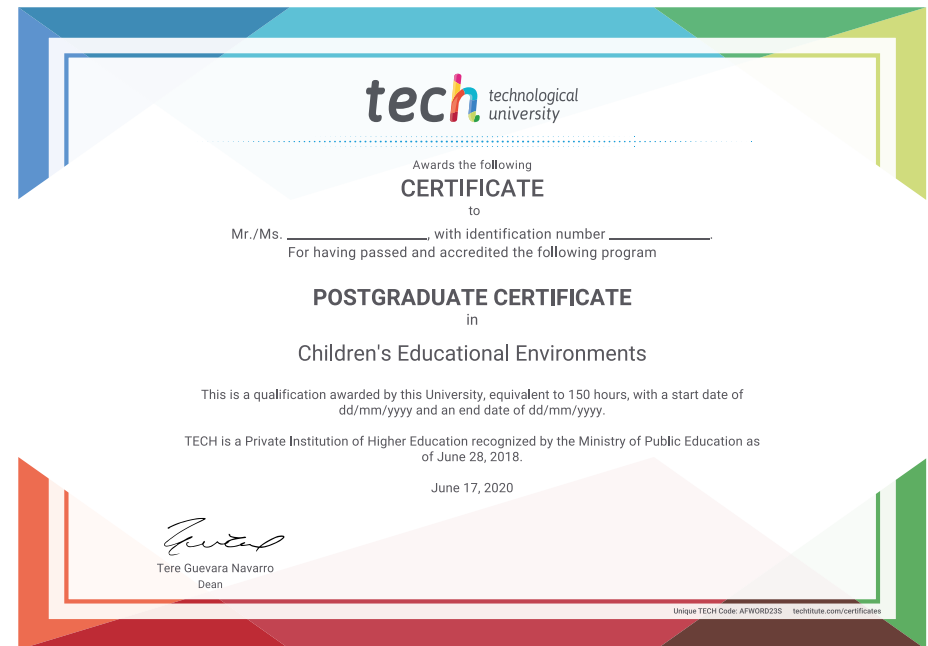 tech technological
university
Awards the following
CERTIFICATE
to
Mr./Ms. ____________________, with identification number ______________.
For having passed and accredited the following program
POSTGRADUATE CERTIFICATE
in
Children's Educational Environments
This is a qualification awarded by this University, equivalent to 150 hours, with a start date of
dd/mm/yyyy and an end date of dd/mm/yyyy.
TECH is a Private Institution of Higher Education recognized by the Ministry of Public Education as
of June 28, 2018.
June 17, 2020
Tere Guevara Navarro
Dean
Unique TECH Code: AFWORD23S techtitute.com/certificates